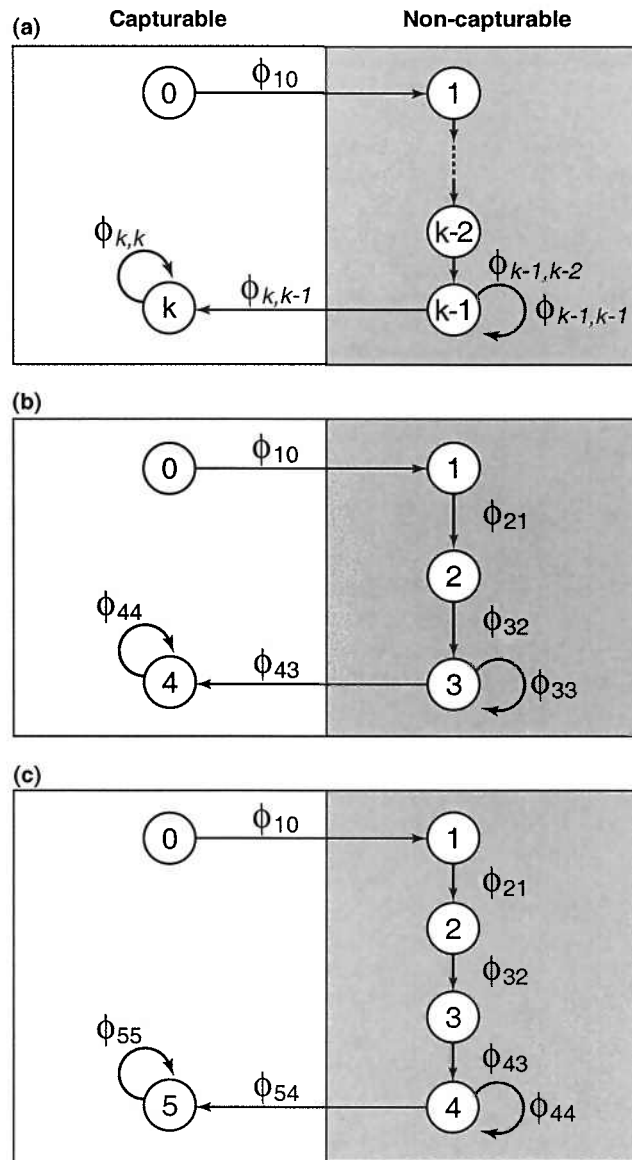 Capturable Non-capturable
(a)
0 ϕ10 1
k-2
ϕk,k ϕk-1,k-2
k ϕk,k-1 k-1 ϕk-1,k-1
(b)
0 ϕ10 1
ϕ21
2
ϕ44 ϕ32
4 ϕ43 3 ϕ33
(c)
0 ϕ10 1
ϕ21
2
ϕ32
3
ϕ55 ϕ43
5 ϕ54 4 ϕ44